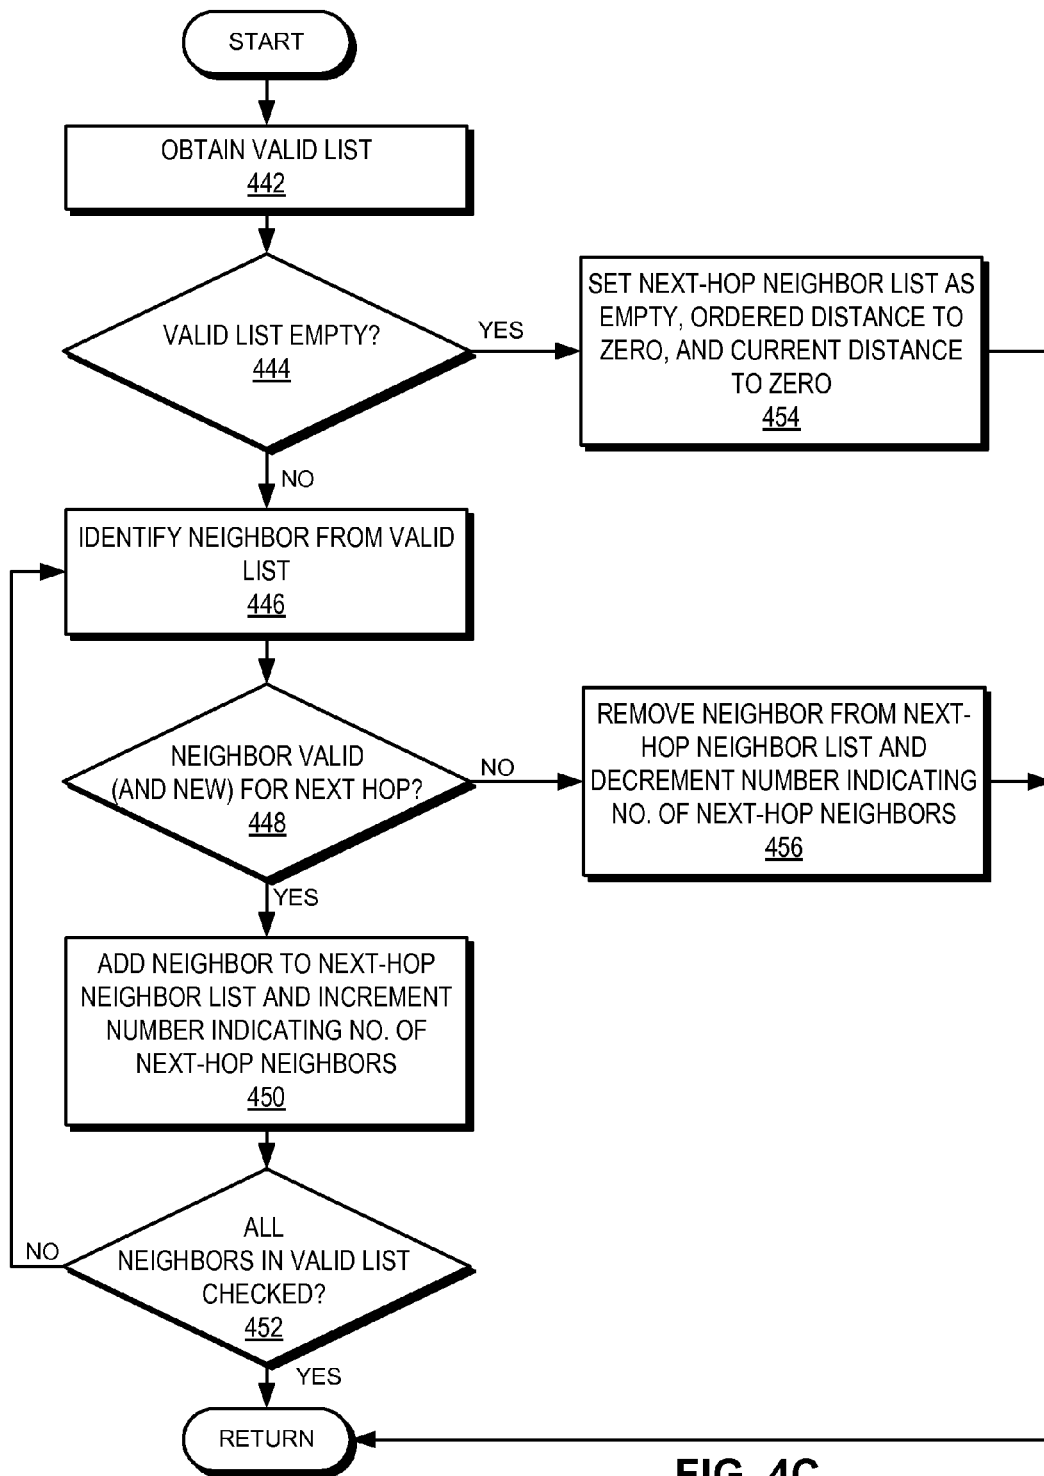 START
OBTAIN VALID LIST
442
VALID LIST EMPTY?
444
YES
SET NEXT-HOP NEIGHBOR LIST AS
EMPTY, ORDERED DISTANCE TO
ZERO, AND CURRENT DISTANCE
TO ZERO
454
NO
IDENTIFY NEIGHBOR FROM VALID
LIST
446
NEIGHBOR VALID
(AND NEW) FOR NEXT HOP?
448
NO
REMOVE NEIGHBOR FROM NEXT-
HOP NEIGHBOR LIST AND
DECREMENT NUMBER INDICATING
NO. OF NEXT-HOP NEIGHBORS
456
YES
ADD NEIGHBOR TO NEXT-HOP
NEIGHBOR LIST AND INCREMENT
NUMBER INDICATING NO. OF
NEXT-HOP NEIGHBORS
450
ALL
NEIGHBORS IN VALID LIST
CHECKED?
452
NO
YES
RETURN
FIG. 4C